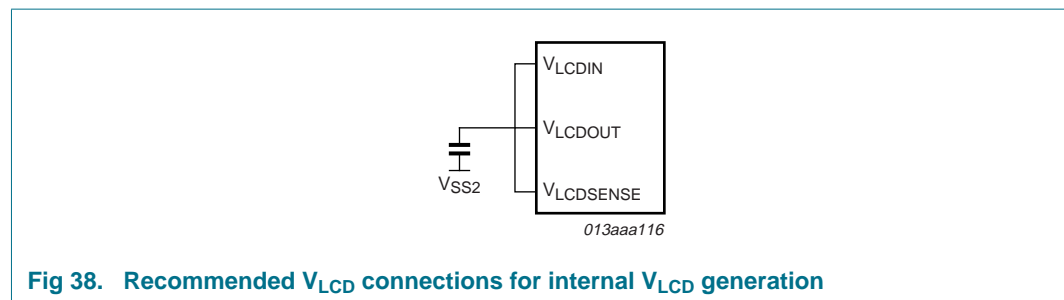 VLCDIN
VLCDOUT
VSS2
VLCDSENSE
013aaa116
Fig 38. Recommended VLCD connections for internal VLCD generation